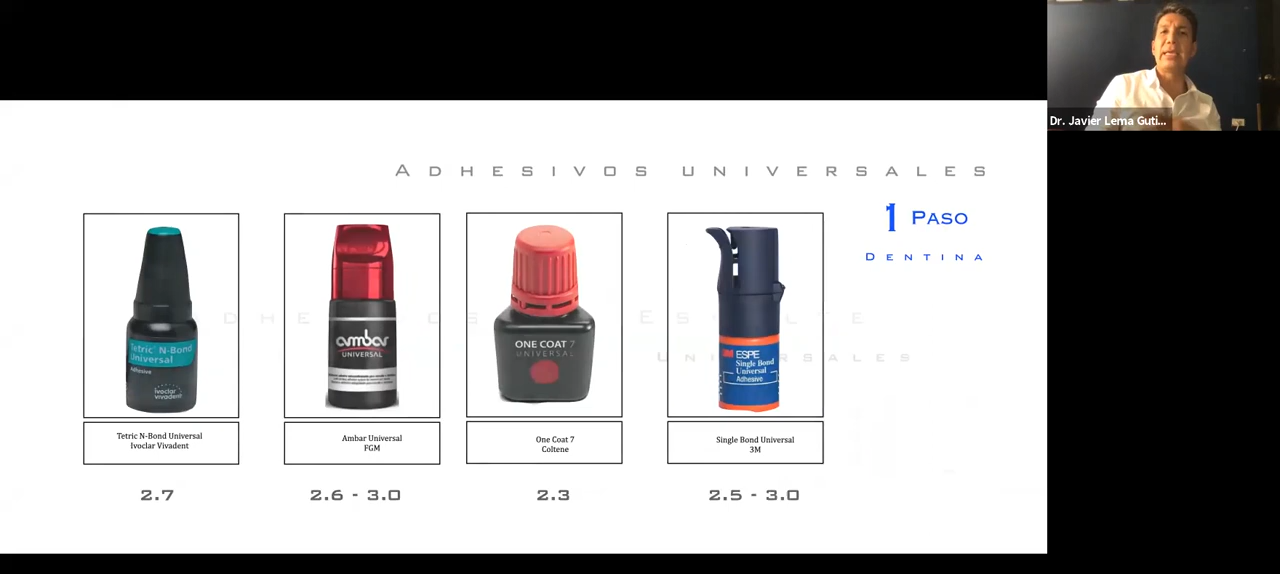 Dr. Javier Lema Guti...
ADHESIVOS UNIVERSALES
1 PASO
DENTINA
Tetric® N-Bond
Universal
Adhesive
ivoclar
vivadent
ambar
UNIVERSAL
ONE COAT 7
UNIVERSAL
3M ESPE
Single Bond
Universal
Adhesive
Tetric N-Bond Universal
Ivoclar Vivadent
Ambar Universal
FGM
One Coat 7
Coltene
Single Bond Universal
3M
2.7
2.6 - 3.0
2.3
2.5 - 3.0